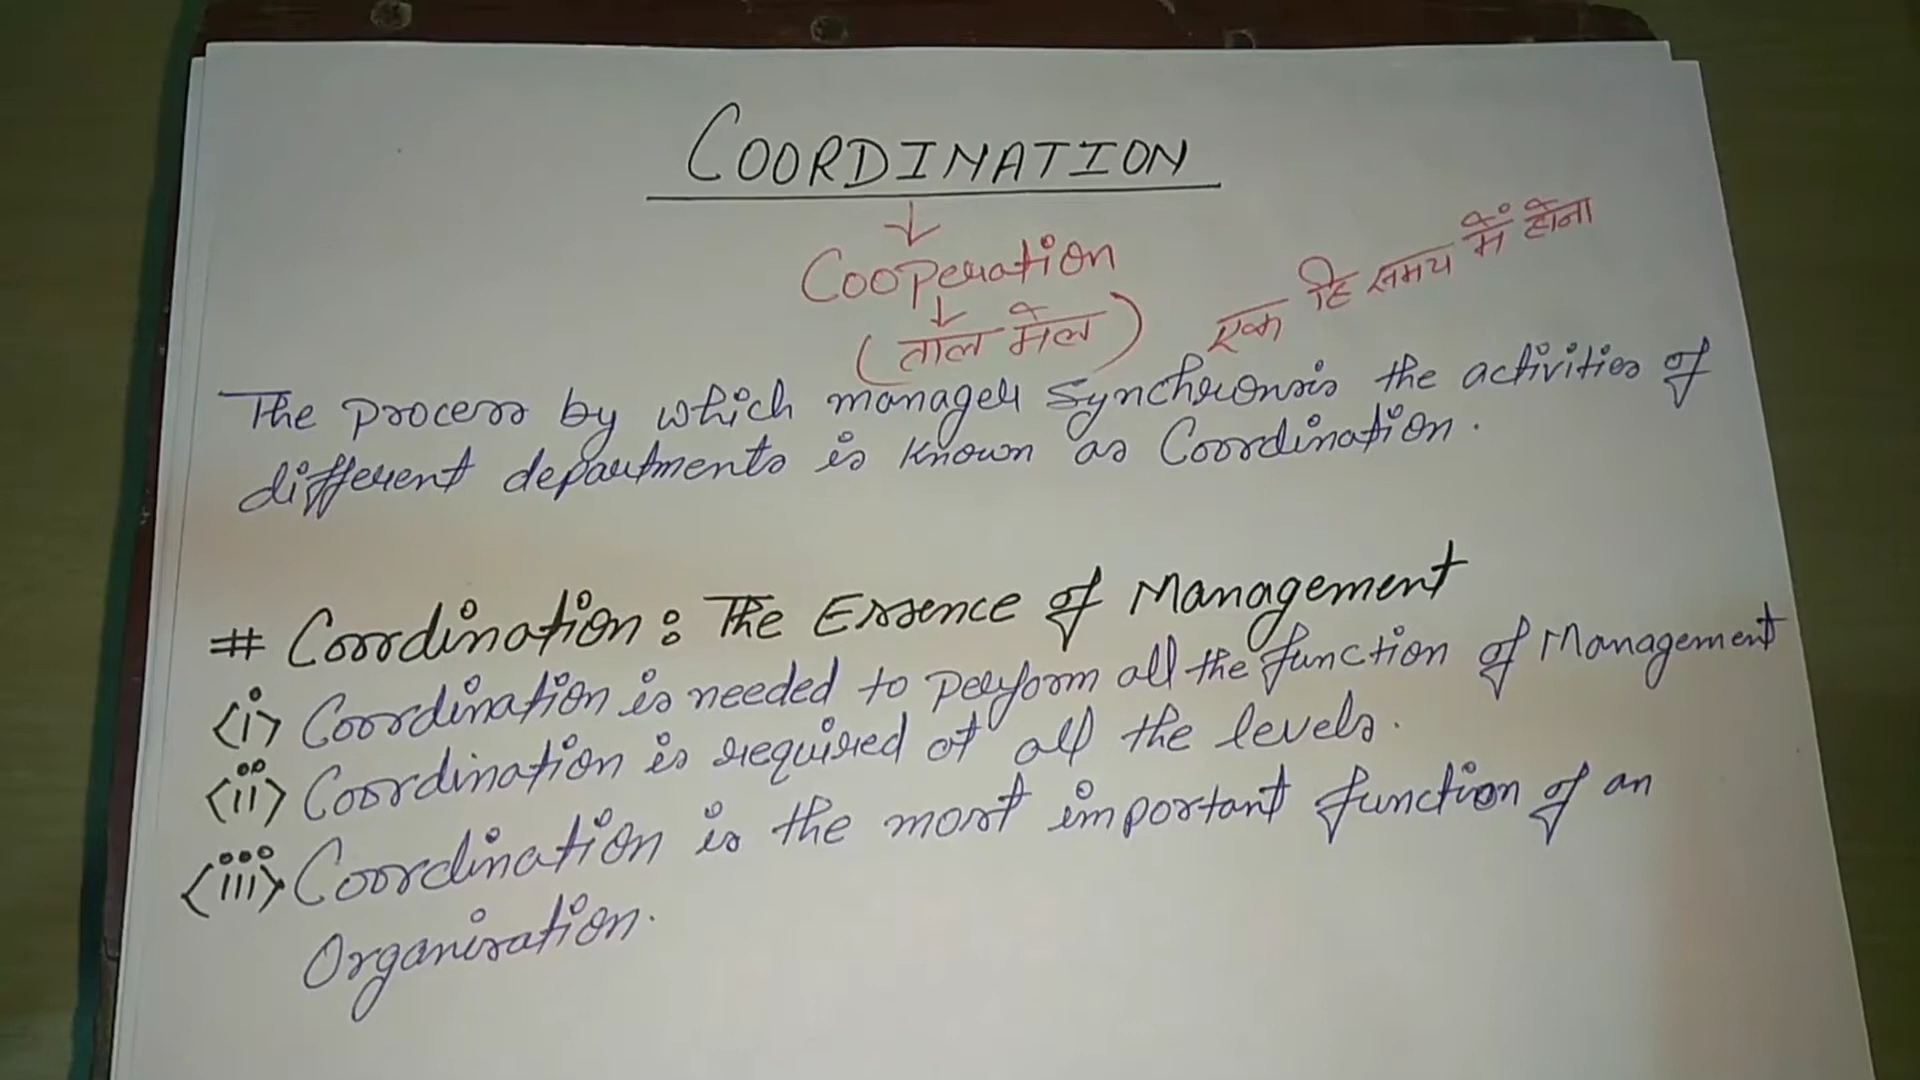 COORDINATION
↓
Cooperation
↓
(ताल मेल)
एक हि समय में होना
The process by which manager Synchronsis the activities of
different departments is known as Coordination.
# Coordination: The Essence of Management
(i) Coordination is needed to perform all the function of Management
(ii) Coordination is required at all the levels.
(iii) Coordination is the most important function of an
Organisation.